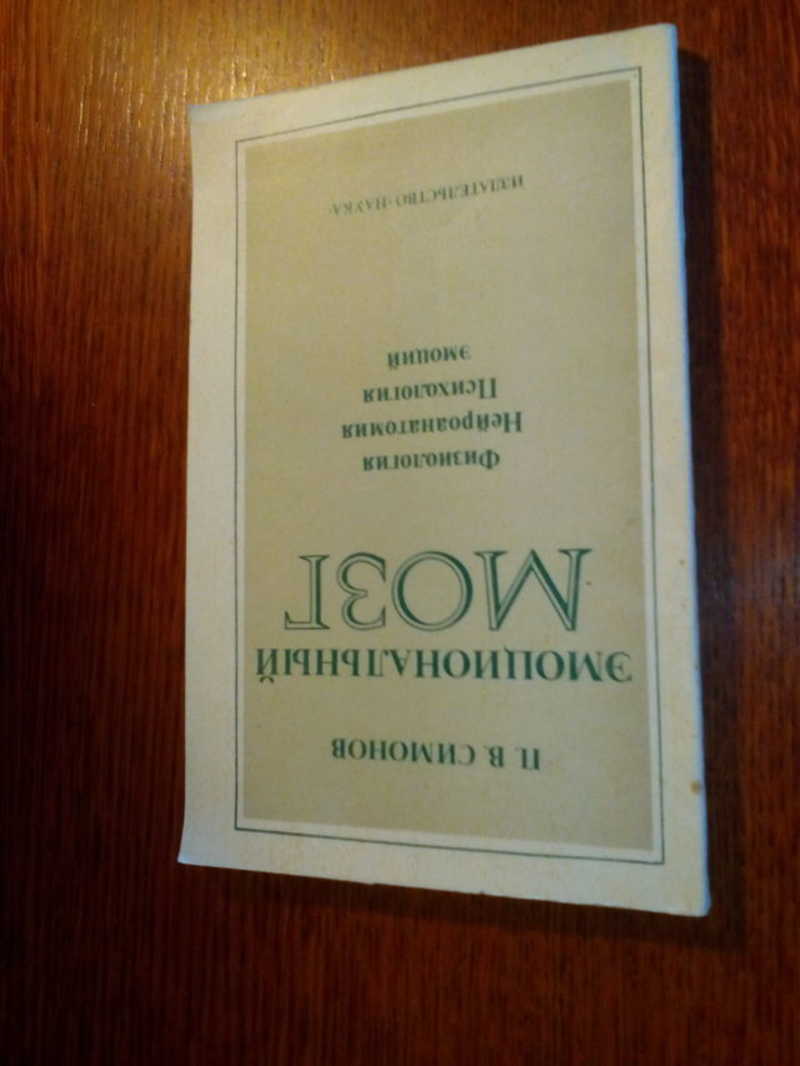 П. В. СИМОНОВ
ЭМОЦИОНАЛЬНЫЙ
МОЗГ
Физиология
Нейроанатомия
Психология
эмоций
ИЗДАТЕЛЬСТВО «НАУКА»